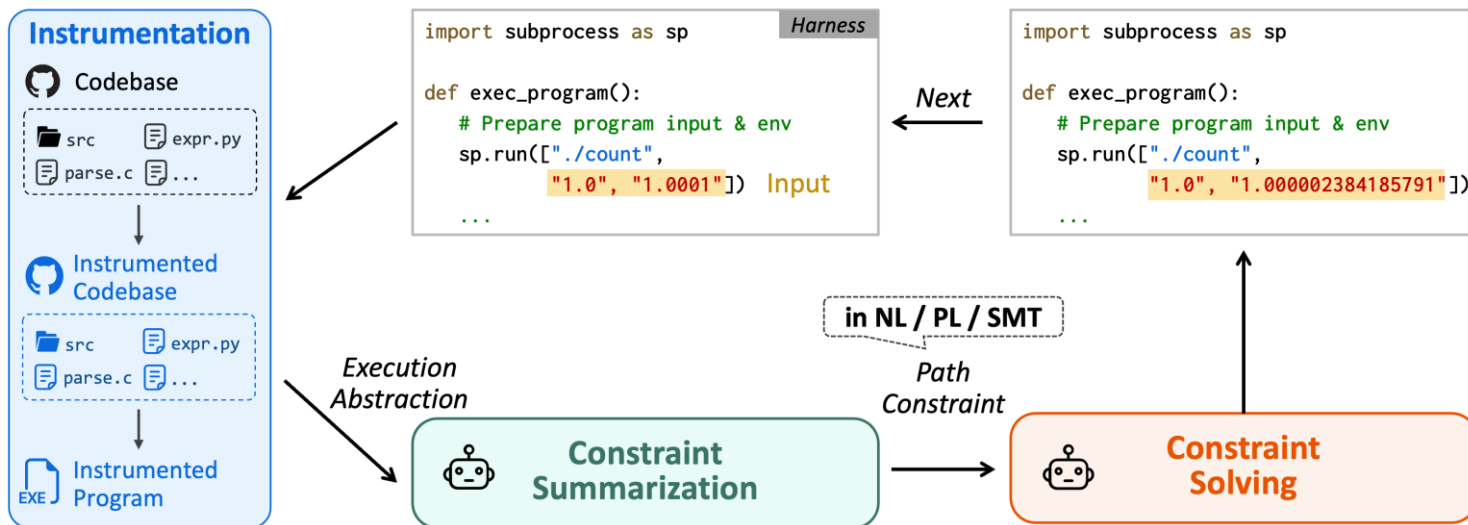 Instrumentation
Codebase
src
expr.py
parse.c
...
Instrumented
Codebase
src
expr.py
parse.c
...
EXE
Instrumented
Program
Harness
import subprocess as sp
def exec_program():
# Prepare program input & env
sp.run(["./count",
"1.0", "1.0001"]) Input
...
Next
import subprocess as sp
def exec_program():
# Prepare program input & env
sp.run(["./count",
"1.0", "1.000002384185791"])
...
Execution
Abstraction
Constraint
Summarization
in NL / PL / SMT
Path
Constraint
Constraint
Solving